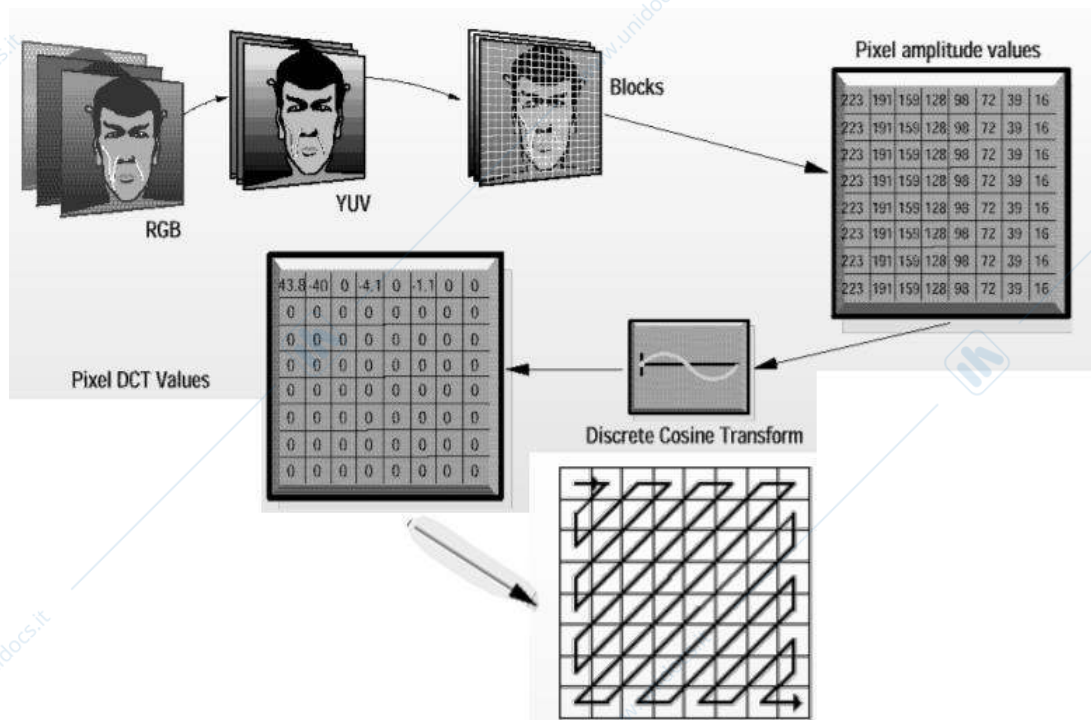 RGB
YUV
Blocks
Pixel amplitude values
223 191 159 128 98 72 39 16
223 191 159 128 98 72 39 16
223 191 159 128 98 72 39 16
223 191 159 128 98 72 39 16
223 191 159 128 98 72 39 16
223 191 159 128 98 72 39 16
223 191 159 128 98 72 39 16
223 191 159 128 98 72 39 16
Discrete Cosine Transform
Pixel DCT Values
43.8 -40 0 -4.1 0 -1.1 0 0
0 0 0 0 0 0 0 0
0 0 0 0 0 0 0 0
0 0 0 0 0 0 0 0
0 0 0 0 0 0 0 0
0 0 0 0 0 0 0 0
0 0 0 0 0 0 0 0
0 0 0 0 0 0 0 0